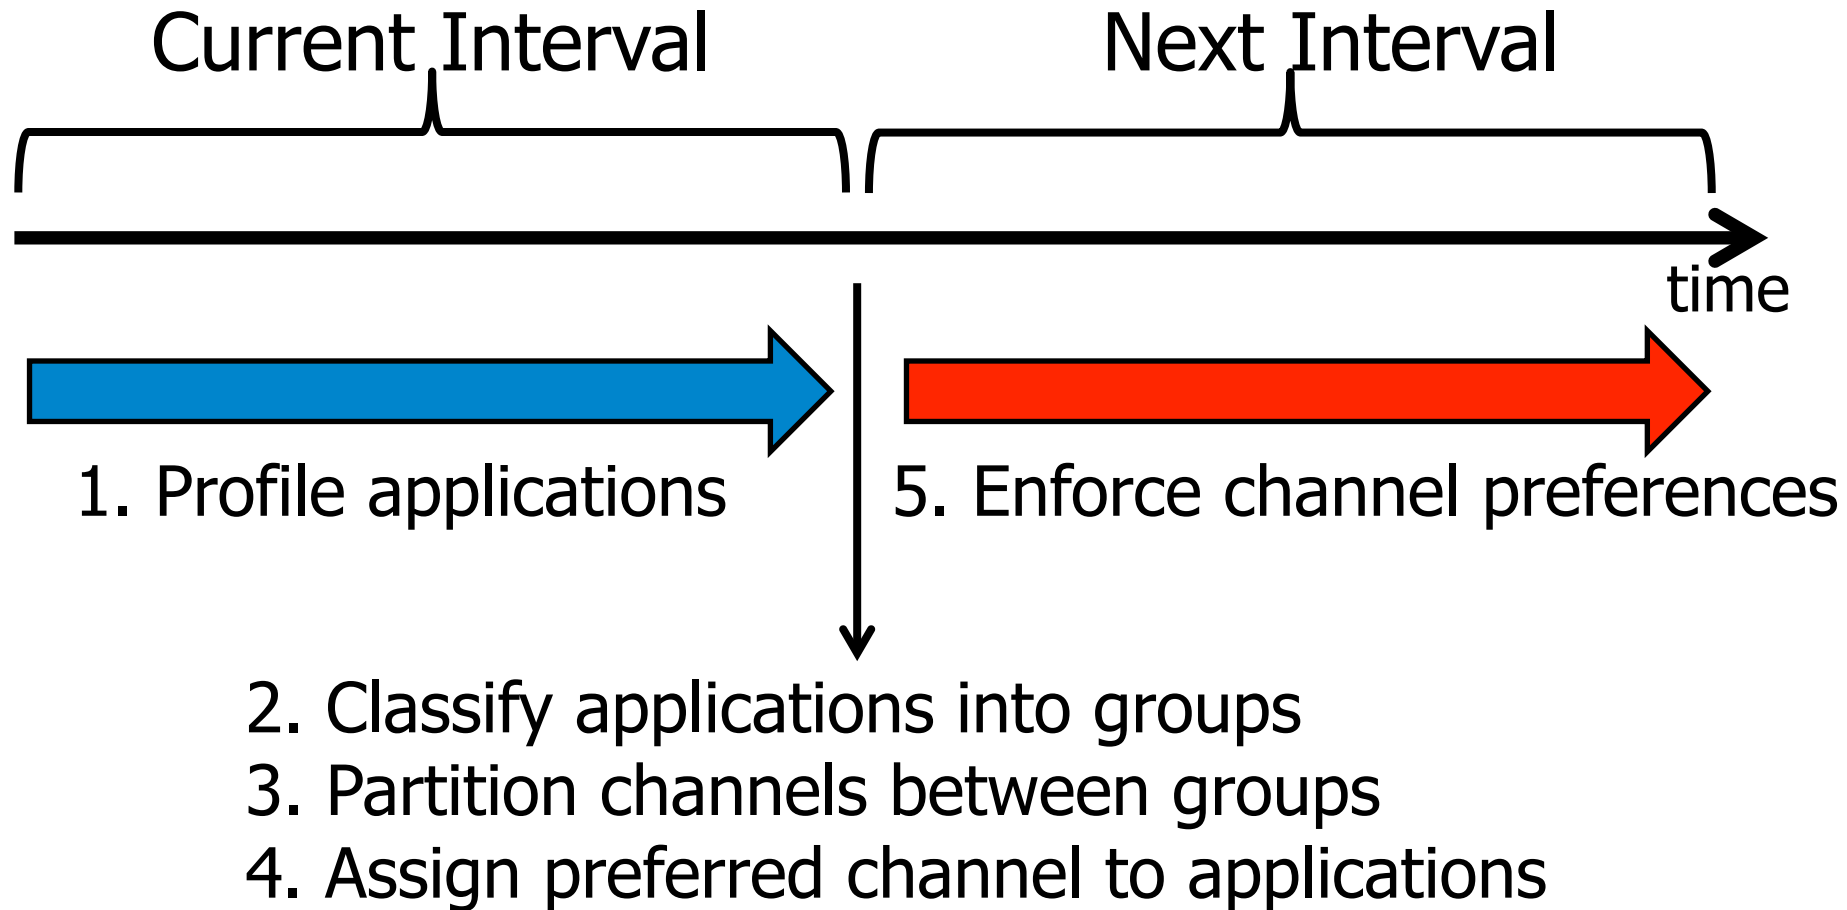 Current Interval
Next Interval
time
1. Profile applications
5. Enforce channel preferences
2. Classify applications into groups
3. Partition channels between groups
4. Assign preferred channel to applications